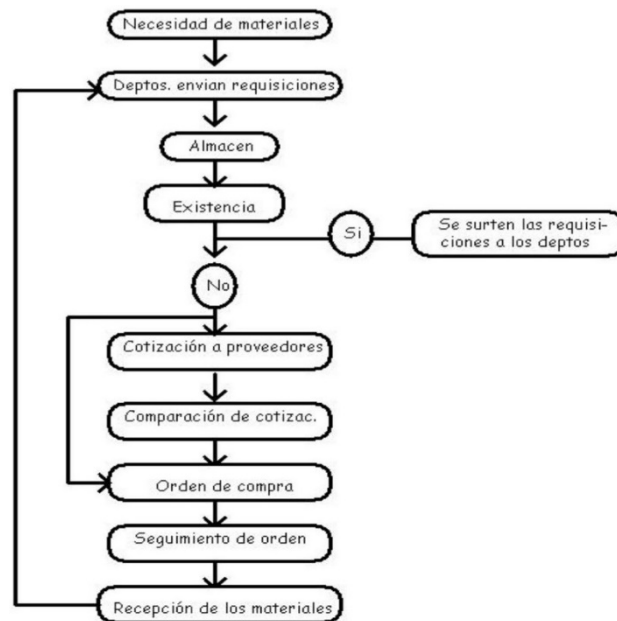 Necesidad de materiales
Deptos. envian requisiciones
Almacen
Existencia
Si
Se surten las requisi-
ciones a los deptos
No
Cotización a proveedores
Comparación de cotizac.
Orden de compra
Seguimiento de orden
Recepción de los materiales